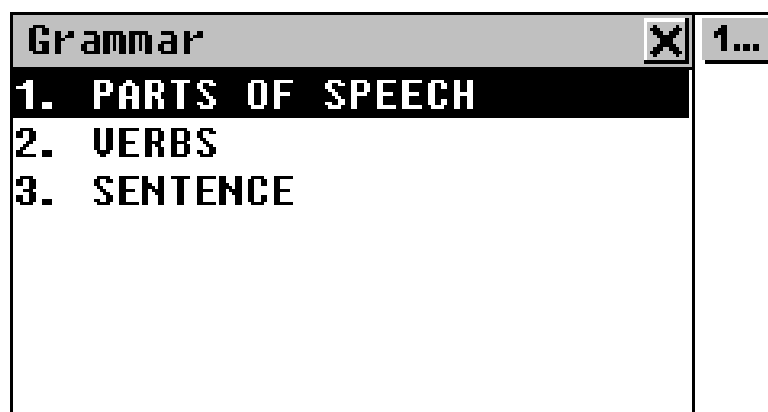 Grammar
1...
1. PARTS OF SPEECH
2. VERBS
3. SENTENCE